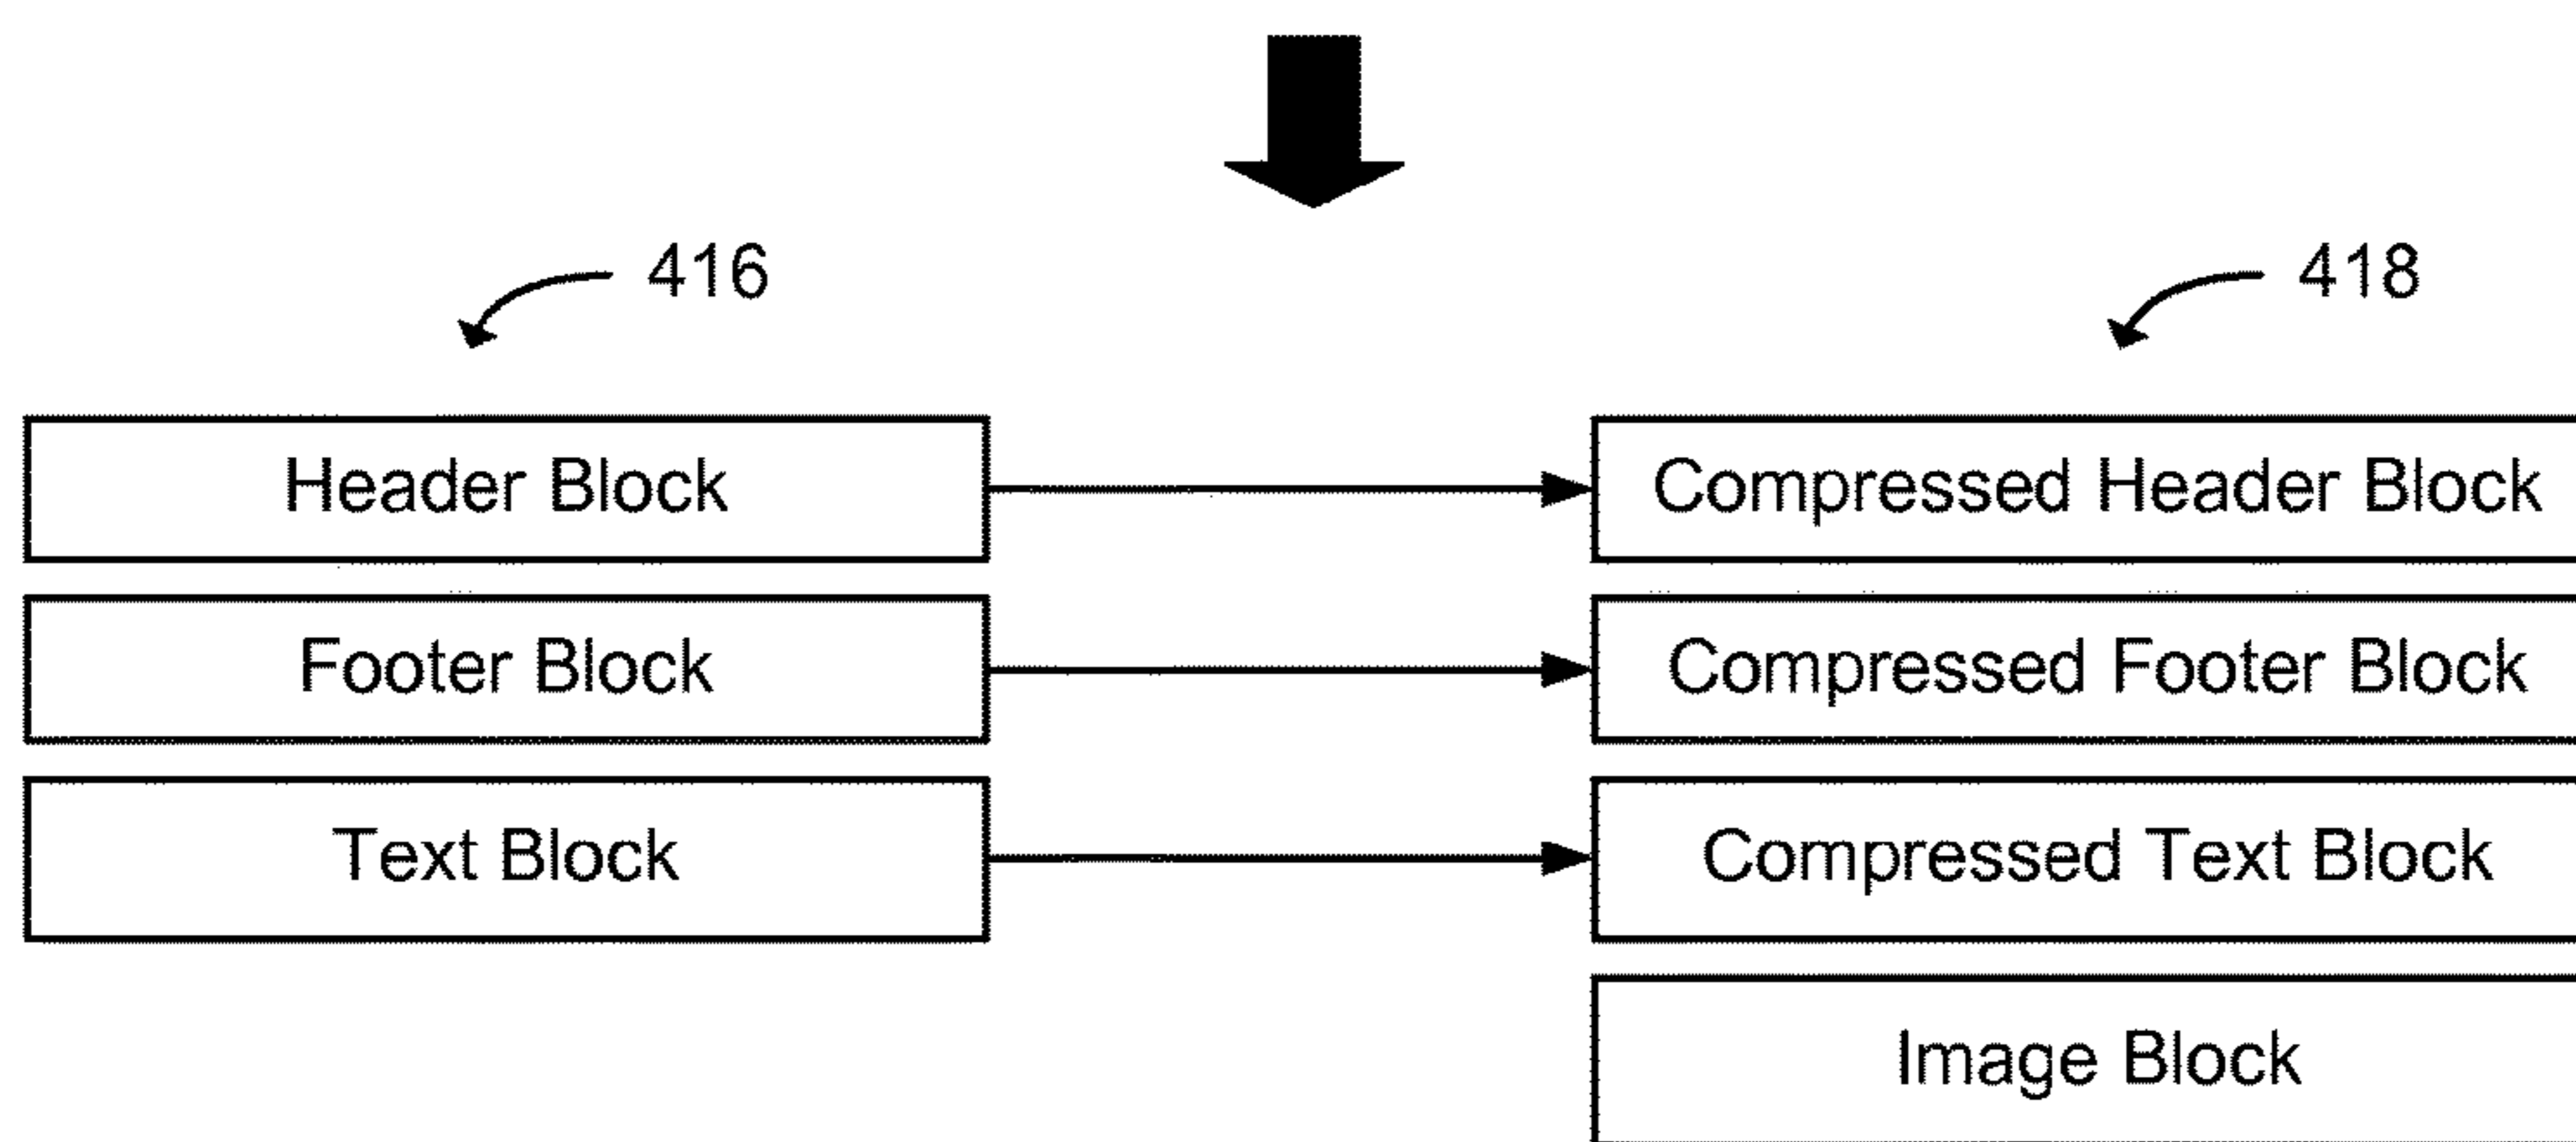 416
418
Header Block
Compressed Header Block
Footer Block
Compressed Footer Block
Text Block
Compressed Text Block
Image Block